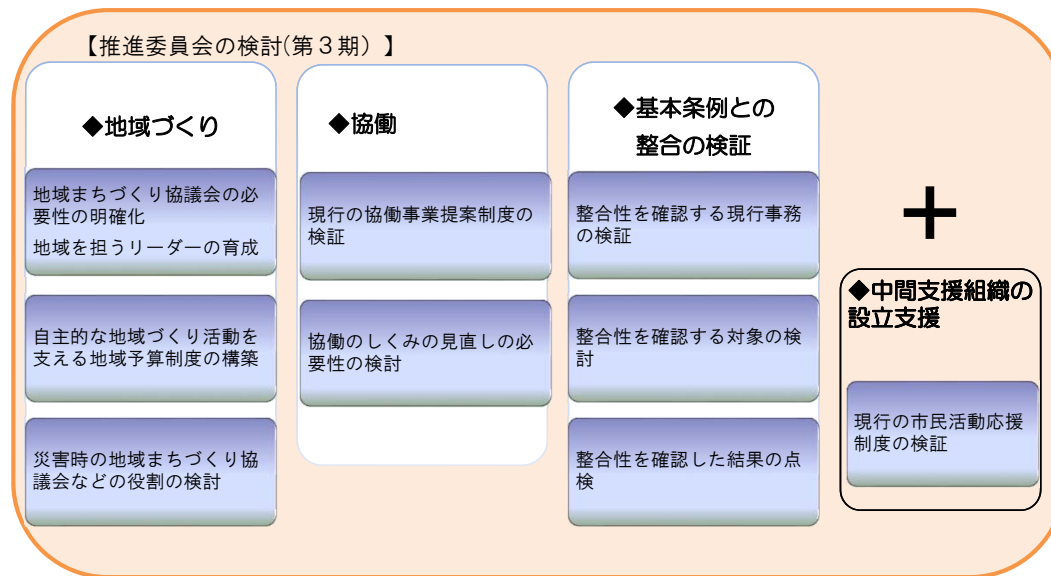 【推進委員会の検討(第３期）】
◆地域づくり
地域まちづくり協議会の必
要性の明確化
地域を担うリーダーの育成
自主的な地域づくり活動を
支える地域予算制度の構築
災害時の地域まちづくり協
議会などの役割の検討
◆協働
現行の協働事業提案制度の
検証
協働のしくみの見直しの必
要性の検討
◆基本条例との
整合の検証
整合性を確認する現行事務
の検証
整合性を確認する対象の検
討
整合性を確認した結果の点
検
＋
◆中間支援組織の
設立支援
現行の市民活動応援
制度の検証